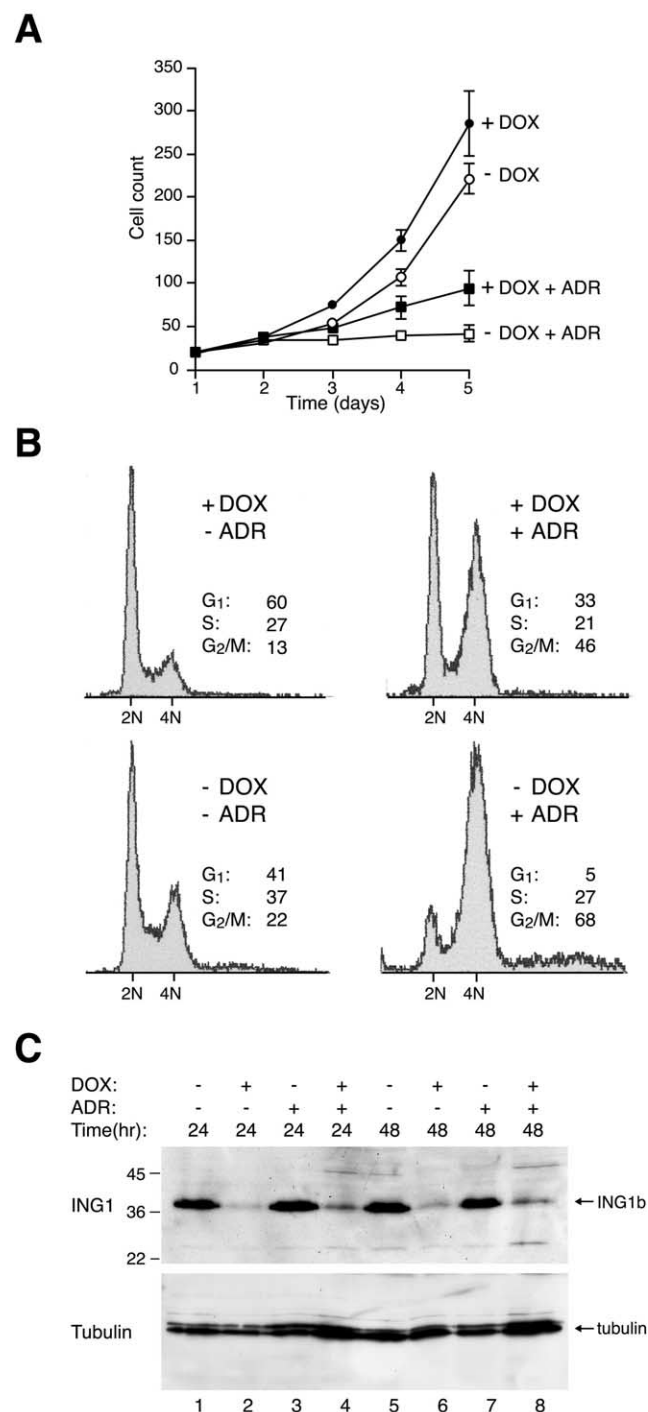 A
350
300
250
200
150
100
50
0
Cell count
+ DOX
- DOX
+ DOX + ADR
- DOX + ADR
1 2 3 4 5
Time (days)
B
+ DOX
- ADR
G1: 60
S: 27
G2/M: 13
2N 4N
+ DOX
+ ADR
G1: 33
S: 21
G2/M: 46
2N 4N
- DOX
- ADR
G1: 41
S: 37
G2/M: 22
2N 4N
- DOX
+ ADR
G1: 5
S: 27
G2/M: 68
2N 4N
C
DOX: - + - + - + - +
ADR: - - + + - - + +
Time(hr): 24 24 24 24 48 48 48 48
45
ING1
36
22
ING1b
Tubulin
tubulin
1 2 3 4 5 6 7 8